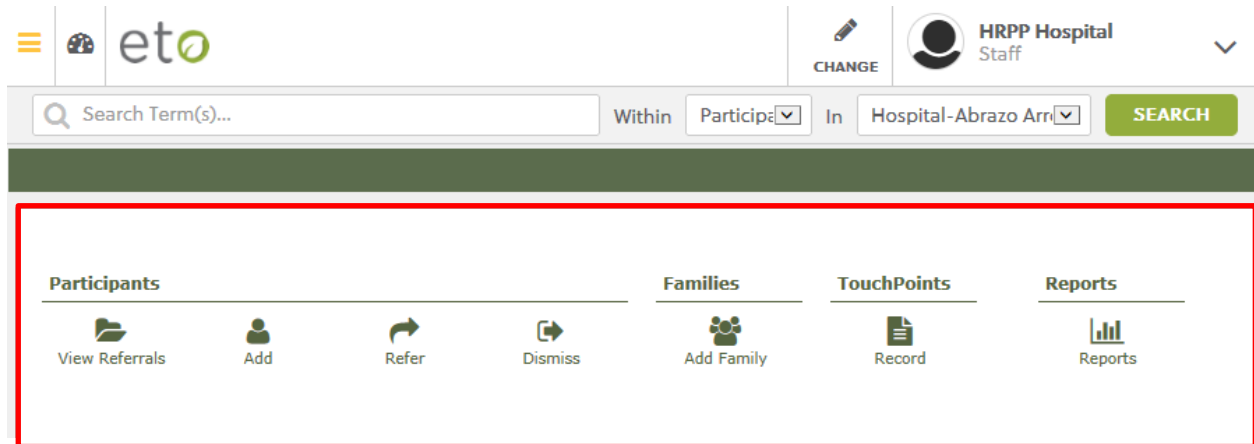 eto
CHANGE
HRPP Hospital
Staff
Search Term(s)...
Within
Participa
In
Hospital-Abrazo Arr
SEARCH
Participants
Families
TouchPoints
Reports
View Referrals
Add
Refer
Dismiss
Add Family
Record
Reports